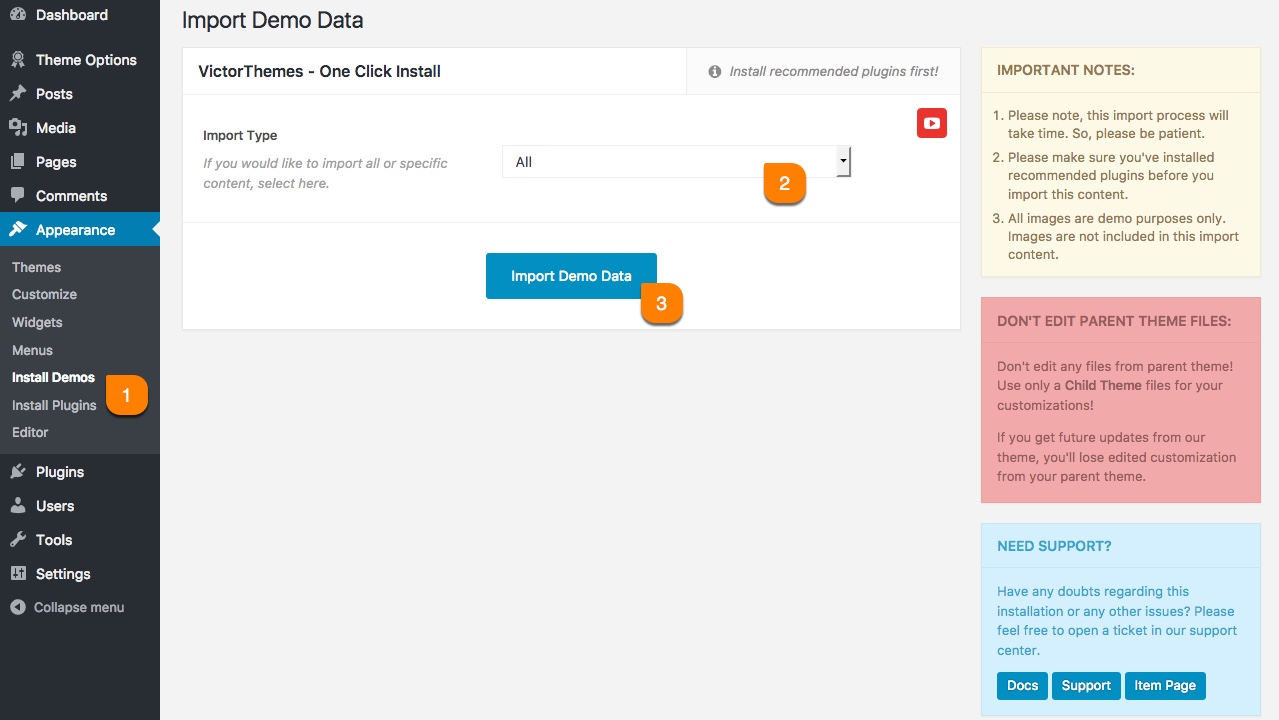 Dashboard
Theme Options
Posts
Media
Pages
Comments
Appearance
Themes
Customize
Widgets
Menus
Install Demos
1
Install Plugins
Editor
Plugins
Users
Tools
Settings
Collapse menu
Import Demo Data
VictorThemes - One Click Install
Install recommended plugins first!
Import Type
If you would like to import all or specific
content, select here.
All
2
Import Demo Data
3
IMPORTANT NOTES:
1. Please note, this import process will
take time. So, please be patient.
2. Please make sure you've installed
recommended plugins before you
import this content.
3. All images are demo purposes only.
Images are not included in this import
content.
DON'T EDIT PARENT THEME FILES:
Don't edit any files from parent theme!
Use only a Child Theme files for your
customizations!
If you get future updates from our
theme, you'll lose edited customization
from your parent theme.
NEED SUPPORT?
Have any doubts regarding this
installation or any other issues? Please
feel free to open a ticket in our support
center.
Docs Support Item Page